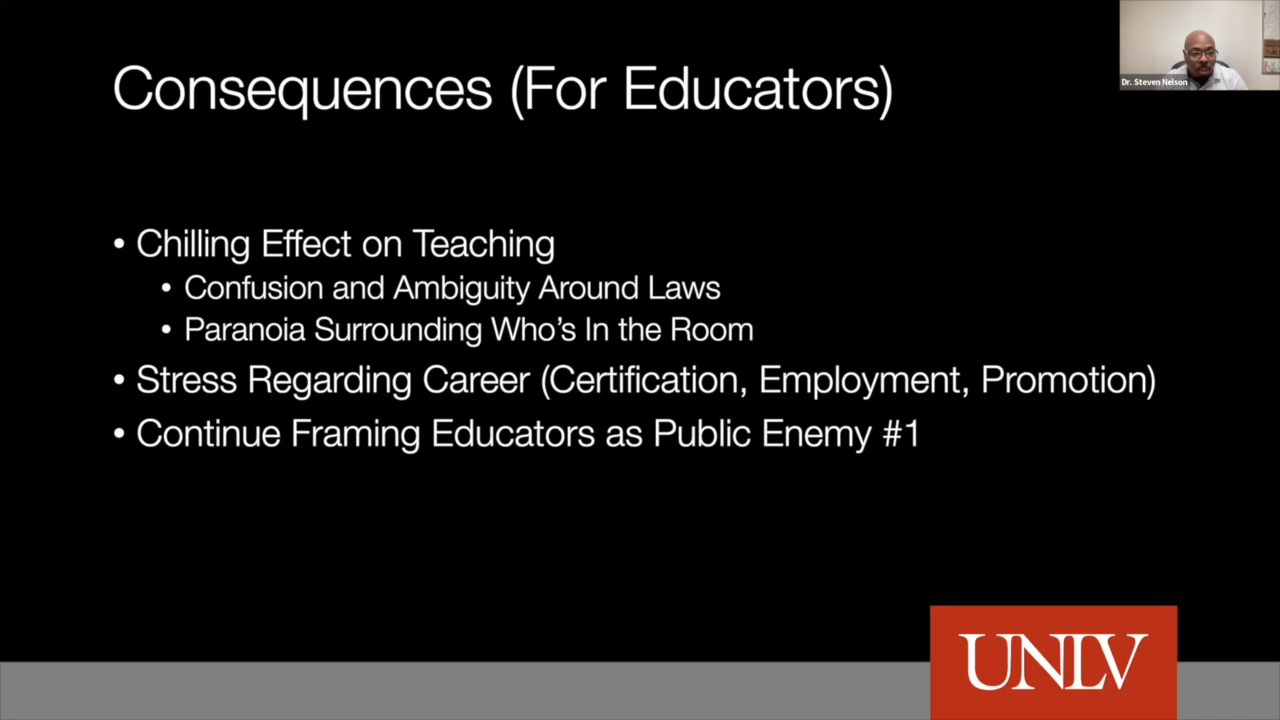 Consequences (For Educators)
Dr. Steven Nelson
• Chilling Effect on Teaching
• Confusion and Ambiguity Around Laws
• Paranoia Surrounding Who's In the Room
• Stress Regarding Career (Certification, Employment, Promotion)
• Continue Framing Educators as Public Enemy #1
UNLV